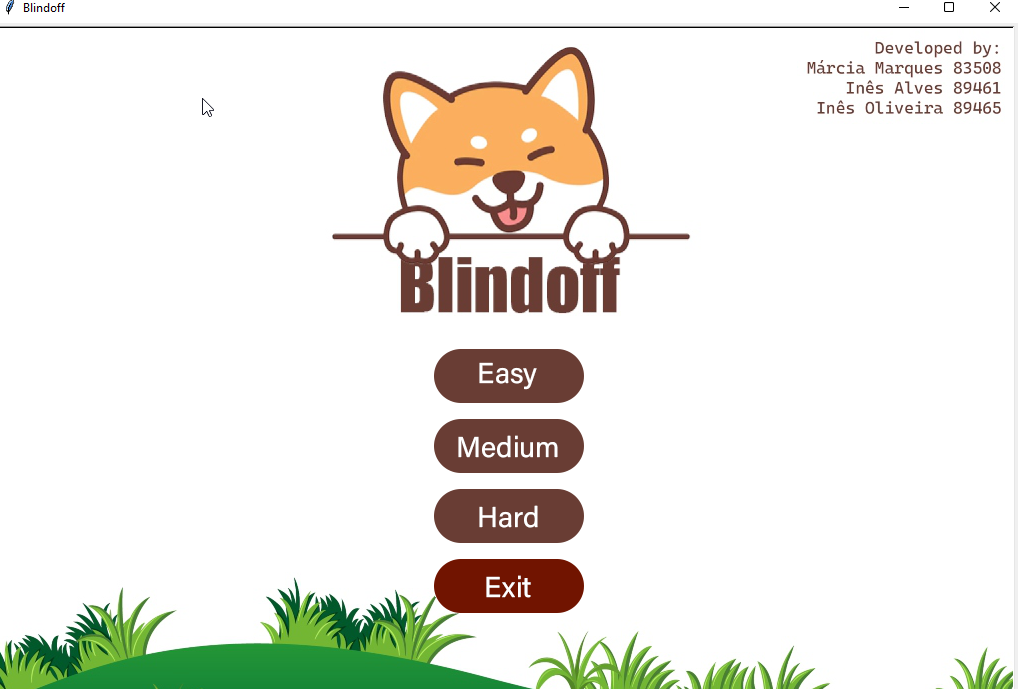 Blindoff
Developed by:
Márcia Marques 83508
Inês Alves 89461
Inês Oliveira 89465
Blindoff
Easy
Medium
Hard
Exit